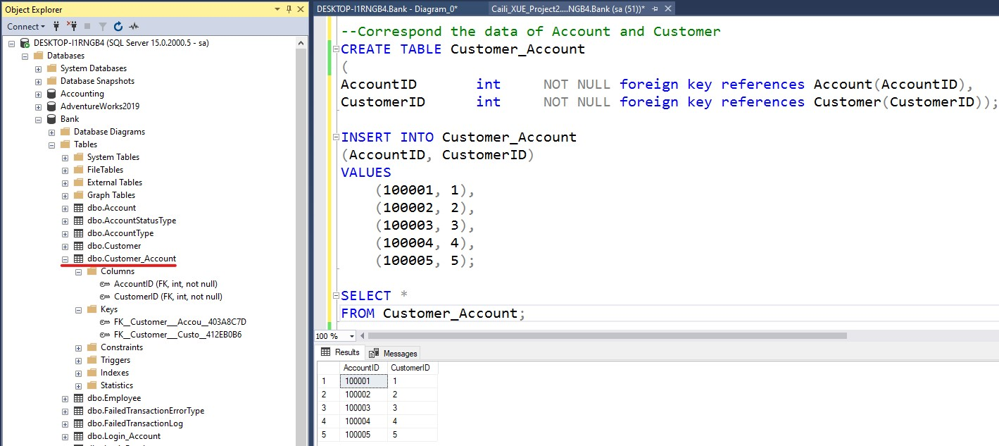 Object Explorer
Connect
DESKTOP-I1RNGB4 (SQL Server 15.0.2000.5 - sa)
Databases
System Databases
Database Snapshots
Accounting
AdventureWorks2019
Bank
Database Diagrams
Tables
System Tables
FileTables
External Tables
Graph Tables
dbo.Account
dbo.AccountStatusType
dbo.AccountType
dbo.Customer
dbo.Customer_Account
Columns
AccountID (FK, int, not null)
CustomerID (FK, int, not null)
Keys
FK__Customer___Accou__403A8C7D
FK__Customer___Custo__412EB0B6
Constraints
Triggers
Indexes
Statistics
dbo.Employee
dbo.FailedTransactionErrorType
dbo.FailedTransactionLog
dbo.Login_Account
DESKTOP-I1RNGB4.Bank - Diagram_0*
Caili_XUE_Project2....NGB4.Bank (sa (51))*
--Correspond the data of Account and Customer
CREATE TABLE Customer_Account
(
AccountID int NOT NULL foreign key references Account(AccountID),
CustomerID int NOT NULL foreign key references Customer(CustomerID));
INSERT INTO Customer_Account
(AccountID, CustomerID)
VALUES
(100001, 1),
(100002, 2),
(100003, 3),
(100004, 4),
(100005, 5);
SELECT *
FROM Customer_Account;
100 %
Results Messages
AccountID CustomerID
1 100001 1
2 100002 2
3 100003 3
4 100004 4
5 100005 5